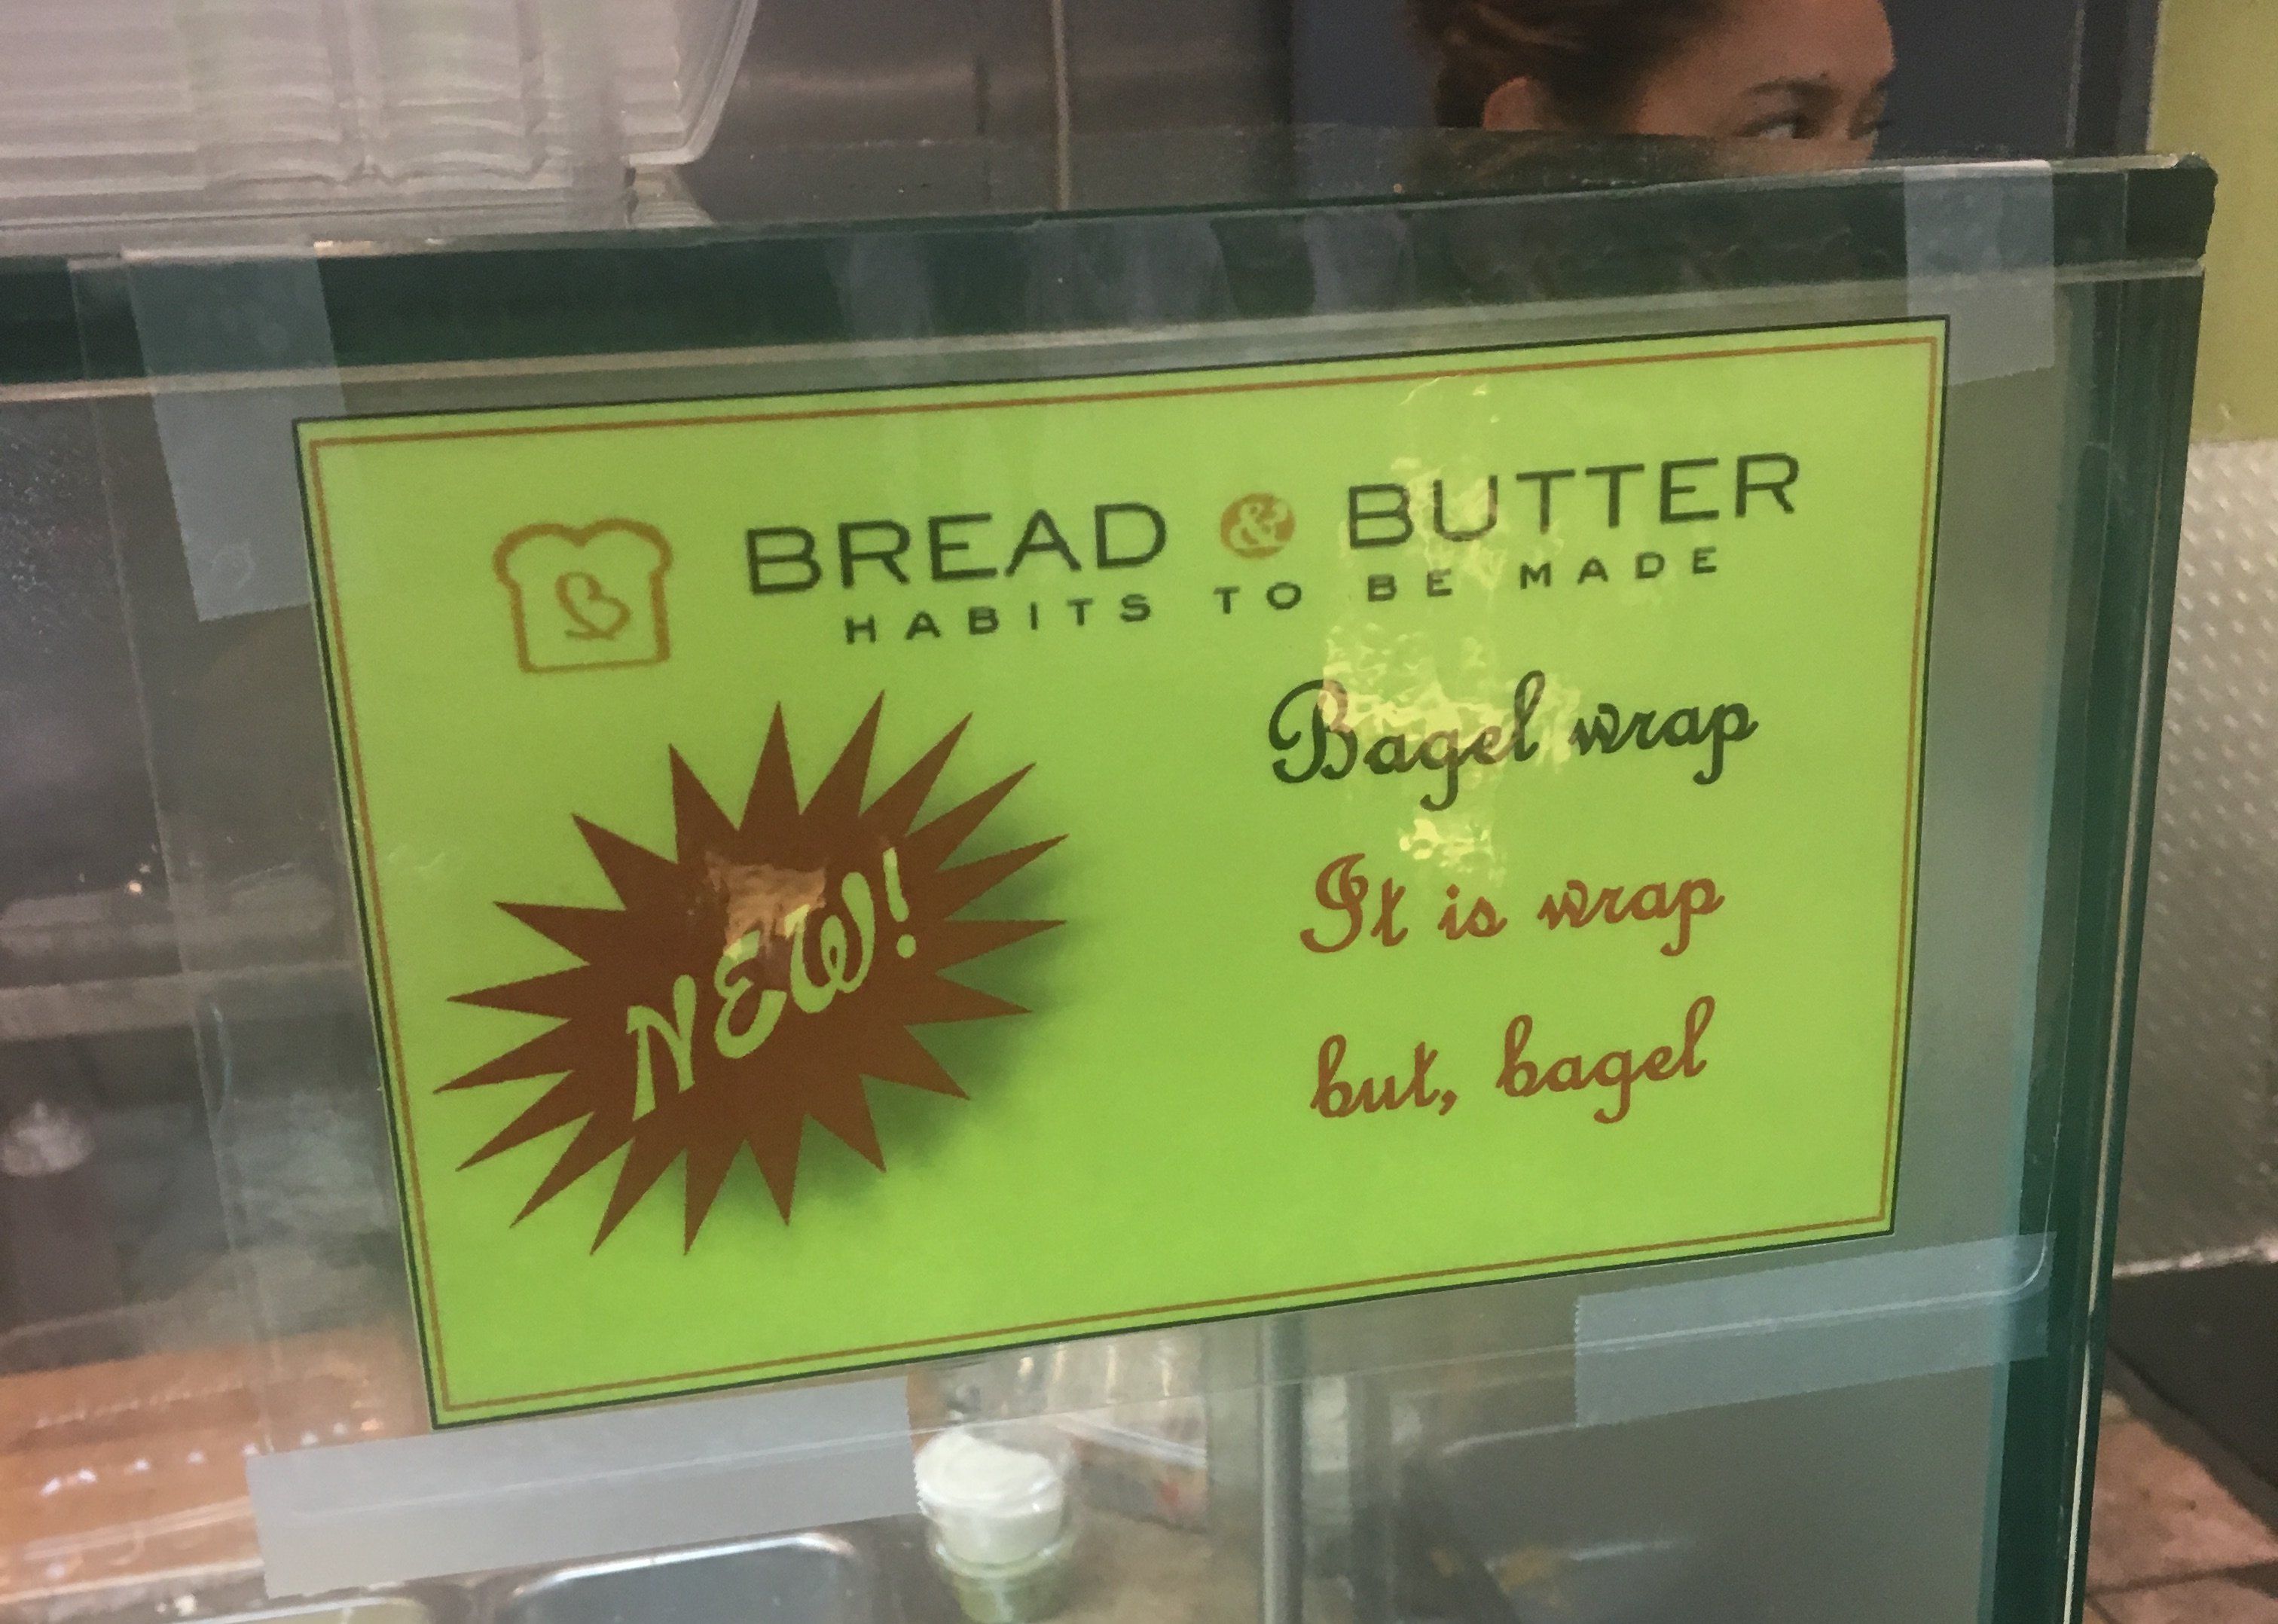 BREAD & BUTTER
HABITS TO BE MADE
NEW!
Bagel wrap
It is wrap
but, bagel